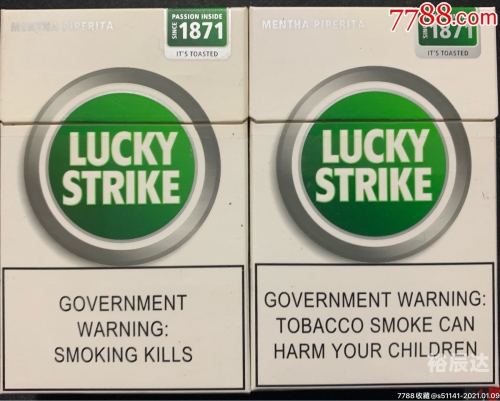 MENTHA PIPERITA
PASSION INSIDE
SINCE 1871
IT'S TOASTED
LUCKY
STRIKE
GOVERNMENT
WARNING:
SMOKING KILLS
7788.com
MENTHA PIPERITA
SINCE 1871
IT'S TOASTED
LUCKY
STRIKE
GOVERNMENT WARNING:
TOBACCO SMOKE CAN
HARM YOUR CHILDREN
裕辰达
7788收藏@s51141-2021.01.06